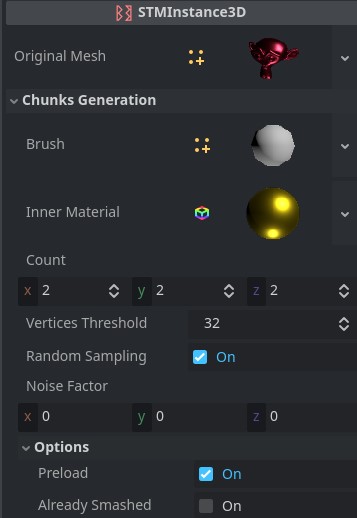 STMInstance3D
Original Mesh
Chunks Generation
Brush
Inner Material
Count
x 2 y 2 z 2
Vertices Threshold 32
Random Sampling On
Noise Factor
x 0 y 0 z 0
Options
Preload On
Already Smashed On